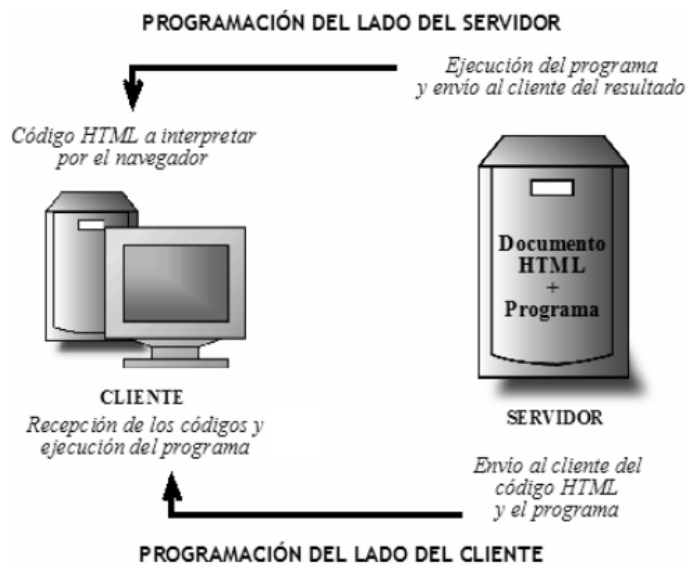 PROGRAMACIÓN DEL LADO DEL SERVIDOR
Ejecución del programa
y envío al cliente del resultado
Código HTML a interpretar
por el navegador
Documento
HTML
+
Programa
CLIENTE
Recepción de los códigos y
ejecución del programa
SERVIDOR
Envío al cliente del
código HTML
y el programa
PROGRAMACIÓN DEL LADO DEL CLIENTE